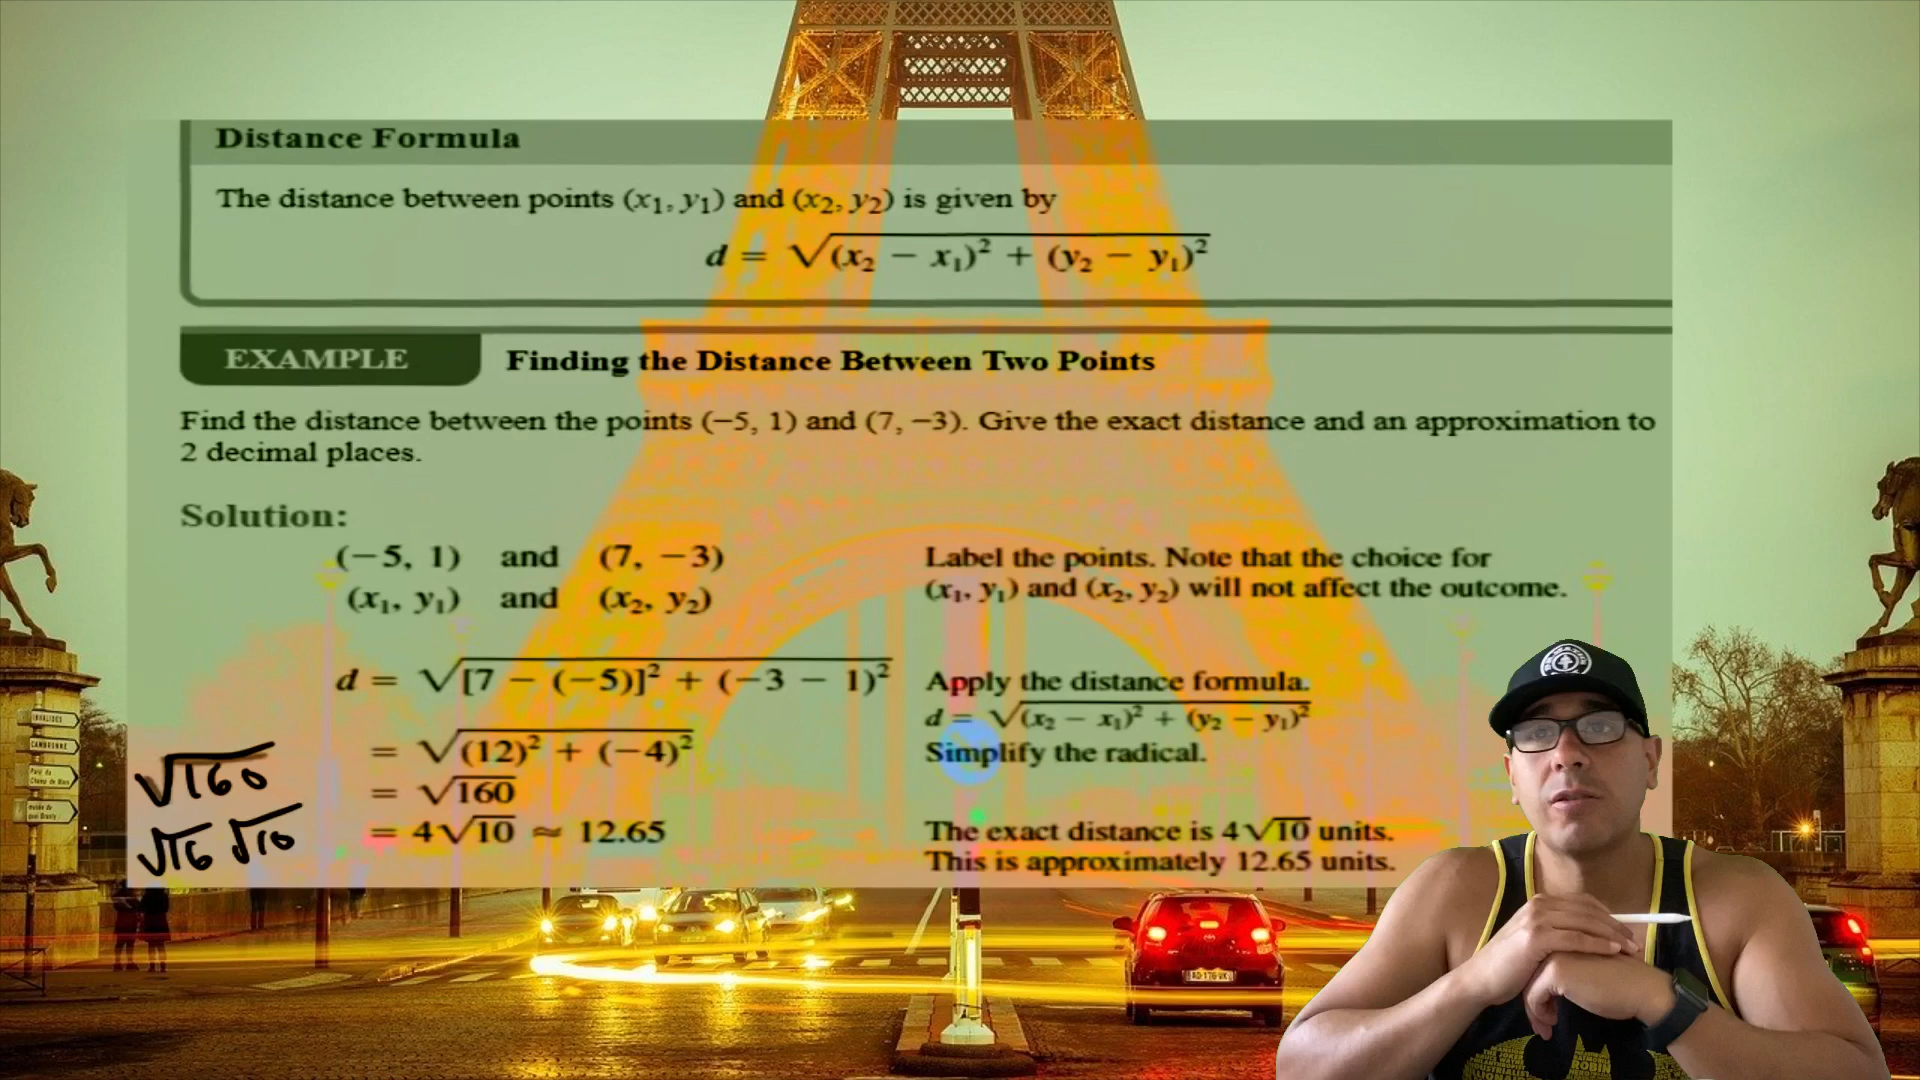 Distance Formula
The distance between points (x₁, y₁) and (x₂, y₂) is given by
d = √(x₂ − x₁)² + (y₂ − y₁)²
EXAMPLE Finding the Distance Between Two Points
Find the distance between the points (−5, 1) and (7, −3). Give the exact distance and an approximation to
2 decimal places.
Solution:
(−5, 1) and (7, −3) Label the points. Note that the choice for
(x₁, y₁) and (x₂, y₂) (x₁, y₁) and (x₂, y₂) will not affect the outcome.
d = √[7 − (−5)]² + (−3 − 1)² Apply the distance formula.
d = √(x₂ − x₁)² + (y₂ − y₁)²
= √(12)² + (−4)² Simplify the radical.
= √160
= 4√10 ≈ 12.65 The exact distance is 4√10 units.
This is approximately 12.65 units.
√160
√16 √10
INVALIDES
CAMBRONNE
ROBIN